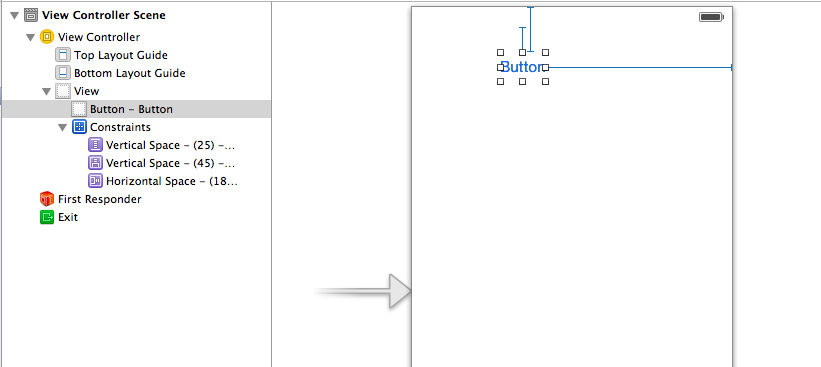 View Controller Scene
View Controller
Top Layout Guide
Bottom Layout Guide
View
Button - Button
Constraints
Vertical Space - (25) -...
Vertical Space - (45) -...
Horizontal Space - (18...
First Responder
Exit
Button